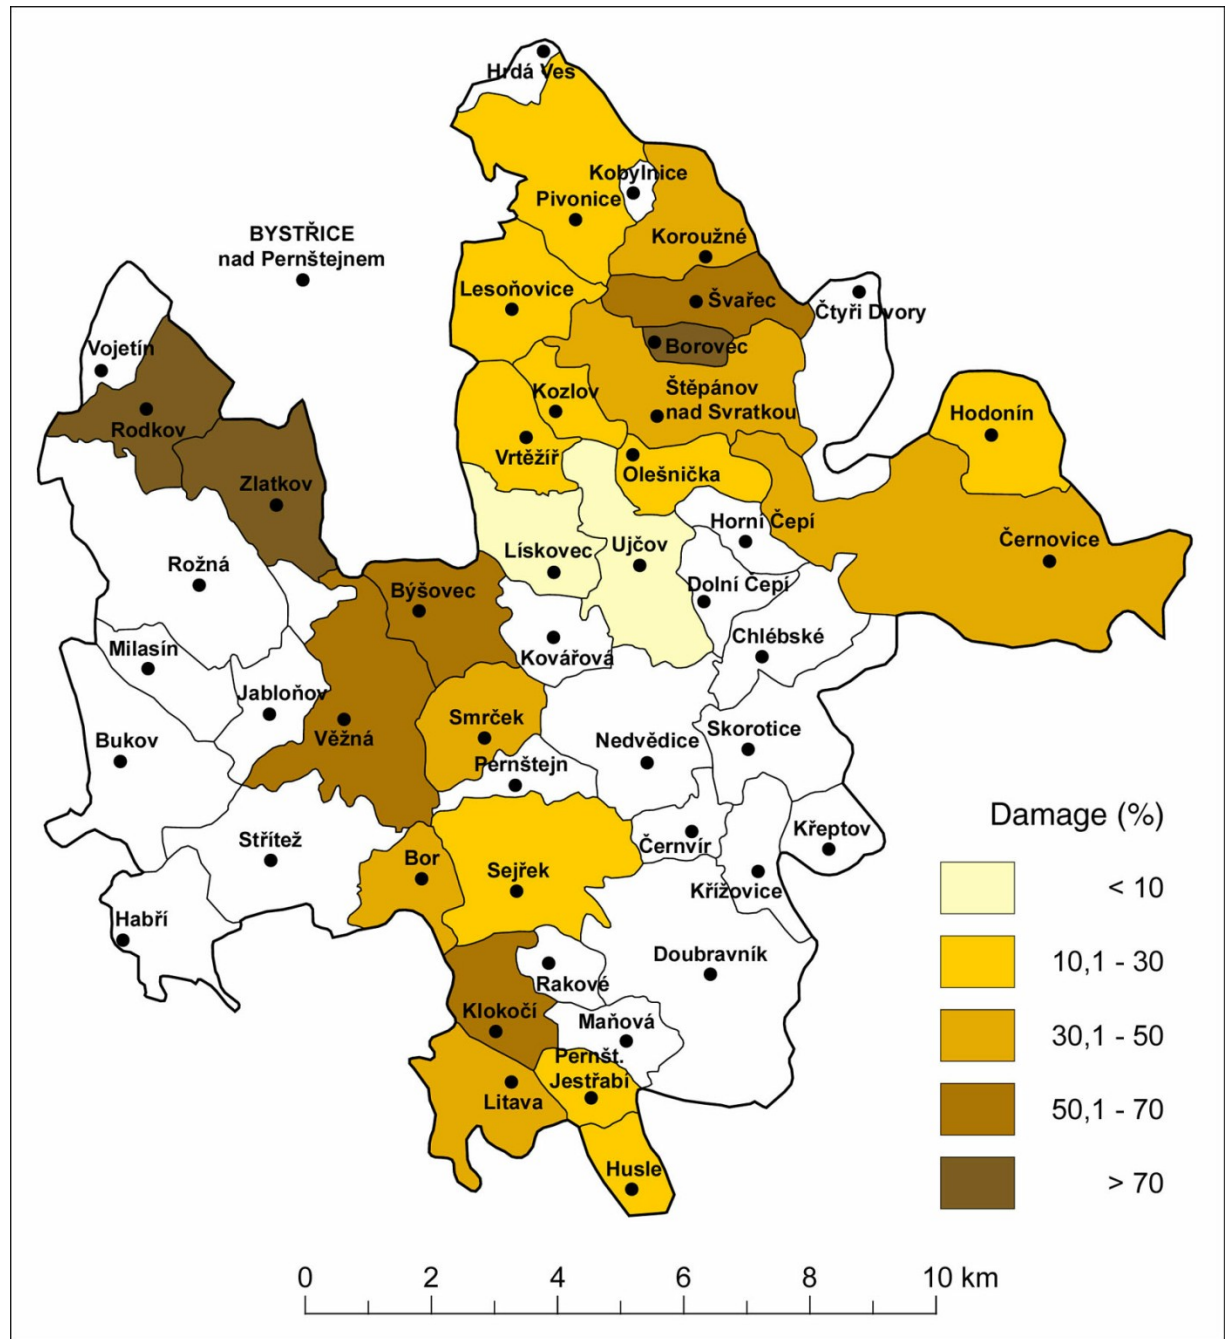 Hrdá Ves
Kobylnice
Pivonice
BYSTŘICE
nad Pernštejnem
Koroužné
Lesoňovice
Švařec
Čtyři Dvory
Vojetín
Borovec
Kozlov
Štěpánov
nad Svratkou
Hodonín
Rodkov
Vrtěžíř
Olešnička
Zlatkov
Horní Čepí
Lískovec
Ujčov
Černovice
Rožná
Býšovec
Dolní Čepí
Milasín
Kovářová
Chlébské
Jabloňov
Smrček
Skorotice
Bukov
Věžná
Nedvědice
Pernštejn
Damage (%)
Střítež
Černvír
Křeptov
Bor
Sejřek
Křížovice
< 10
Habří
Doubravník
10,1 - 30
Rakové
Klokočí
Maňová
30,1 - 50
Pernšt.
Jestřabí
Litava
50,1 - 70
Husle
> 70
0 2 4 6 8 10 km